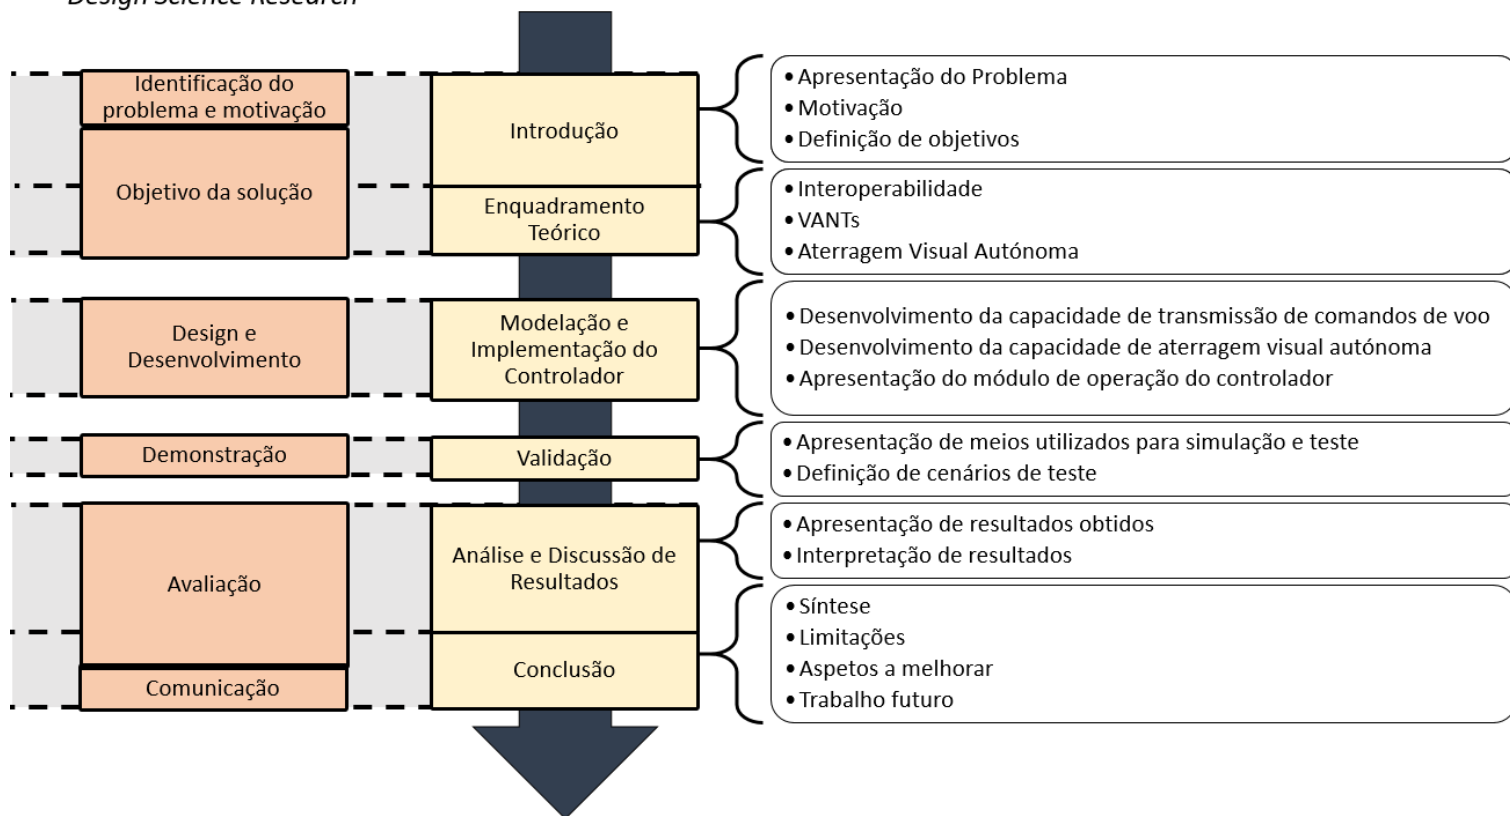 Design Science Research
Identificação do
problema e motivação
Objetivo da solução
Design e
Desenvolvimento
Demonstração
Avaliação
Comunicação
Introdução
Enquadramento
Teórico
Modelação e
Implementação do
Controlador
Validação
Análise e Discussão de
Resultados
Conclusão
• Apresentação do Problema
• Motivação
• Definição de objetivos
• Interoperabilidade
• VANTs
• Aterragem Visual Autónoma
• Desenvolvimento da capacidade de transmissão de comandos de voo
• Desenvolvimento da capacidade de aterragem visual autónoma
• Apresentação do módulo de operação do controlador
• Apresentação de meios utilizados para simulação e teste
• Definição de cenários de teste
• Apresentação de resultados obtidos
• Interpretação de resultados
• Síntese
• Limitações
• Aspetos a melhorar
• Trabalho futuro